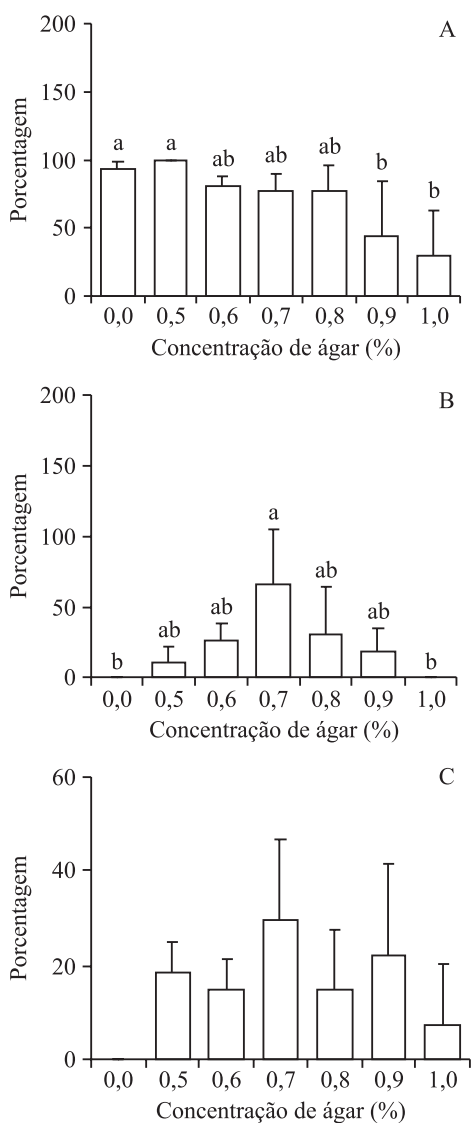 A
200
150
100
50
0
Porcentagem
a
a
ab
ab
ab
b
b
0,0 0,5 0,6 0,7 0,8 0,9 1,0
Concentração de ágar (%)
B
200
150
100
50
0
Porcentagem
b
ab
ab
a
ab
ab
b
0,0 0,5 0,6 0,7 0,8 0,9 1,0
Concentração de ágar (%)
C
60
40
20
0
Porcentagem
0,0 0,5 0,6 0,7 0,8 0,9 1,0
Concentração de ágar (%)